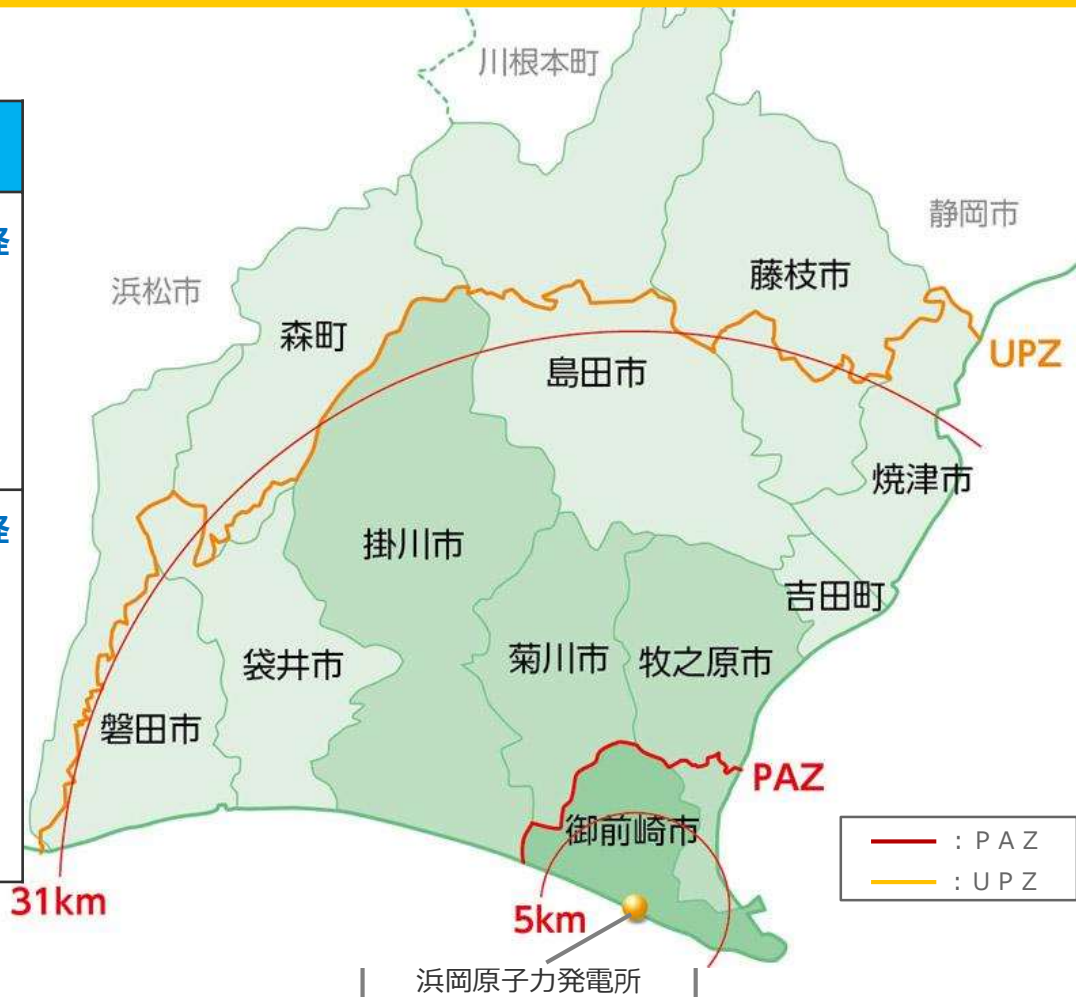 川根本町
静岡市
径
浜松市
藤枝市
森町
UPZ
島田市
焼津市
径
掛川市
吉田町
袋井市
菊川市
牧之原市
磐田市
PAZ
御前崎市
: P A Z
: U P Z
31km
5km
浜岡原子力発電所